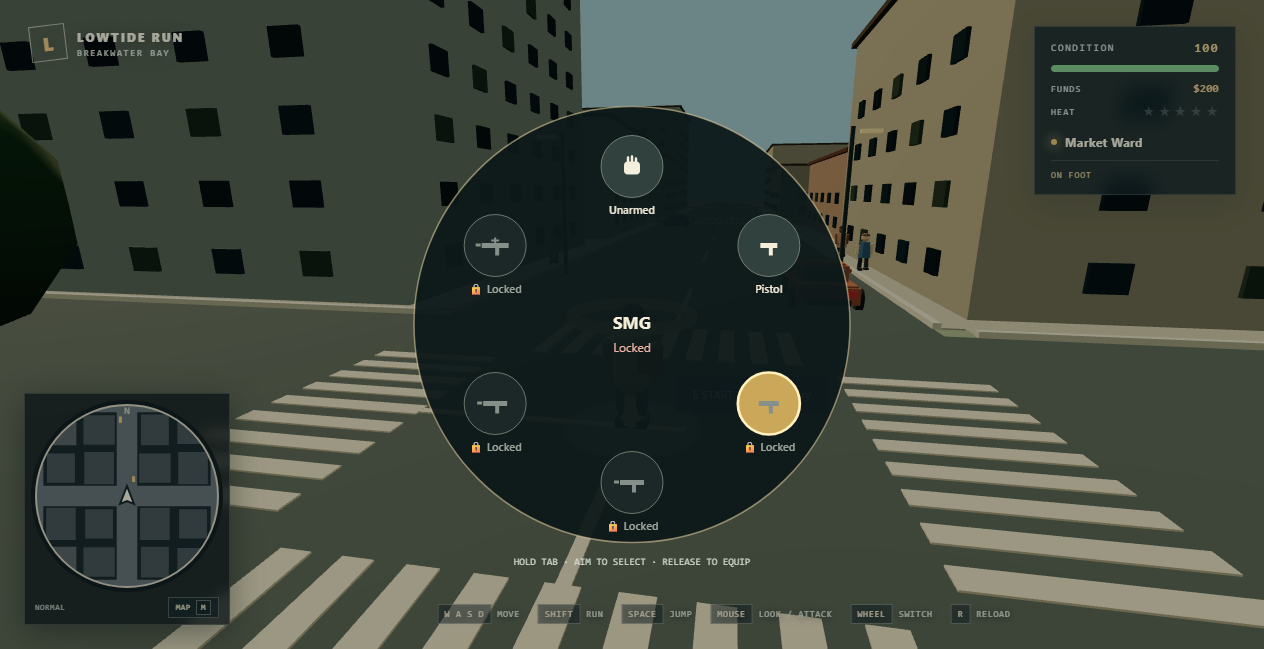 L
LOWTIDE RUN
BREAKWATER BAY
CONDITION 100
FUNDS $200
HEAT ★ ★ ★ ★ ★
Market Ward
ON FOOT
Unarmed
Locked
Pistol
SMG
Locked
Locked
Locked
Locked
HOLD TAB · AIM TO SELECT · RELEASE TO EQUIP
N
NORMAL MAP M
W A S D MOVE SHIFT RUN SPACE JUMP MOUSE LOOK / ATTACK WHEEL SWITCH R RELOAD